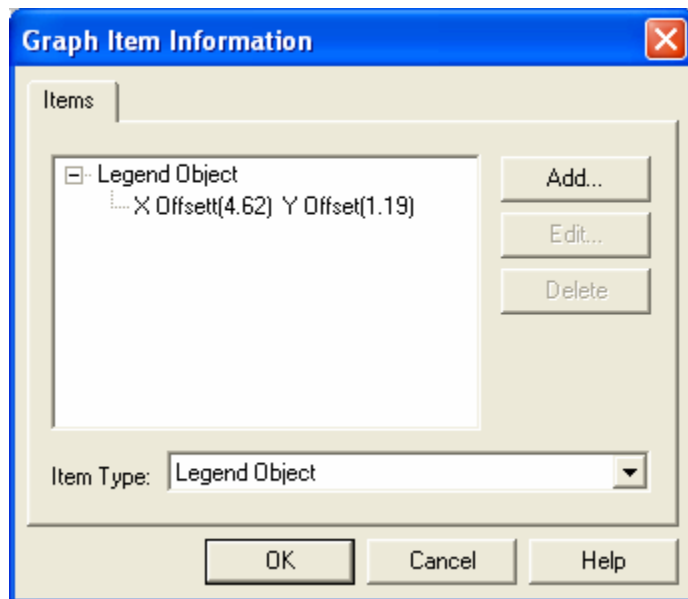 Graph Item Information
Items
Legend Object
X Offsett(4.62) Y Offset(1.19)
Add...
Edit...
Delete
Item Type: Legend Object
OK Cancel Help